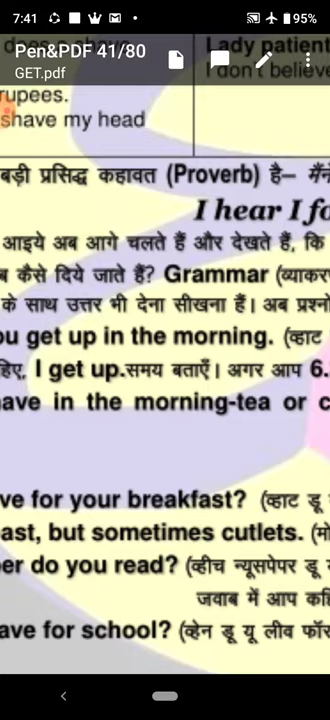 7:41
95%
Pen&PDF 41/80
GET.pdf
Lady patient
I don't believe
rupees.
shave my head
बड़ी प्रसिद्ध कहावत (Proverb) है– मैंने
I hear I fo
आइये अब आगे चलते हैं और देखते हैं, कि
कैसे दिये जाते हैं? Grammar (व्याकर
के साथ उत्तर भी देना सीखना है। अब प्रश्नो
ou get up in the morning. (व्हाट
हिए, I get up.समय बताएँ। अगर आप 6.
ave in the morning-tea or c
ve for your breakfast? (व्हाट डू
ast, but sometimes cutlets. (मो
er do you read? (व्हीच न्यूसपेपर डू
जवाब में आप कहि
ave for school? (व्हेन डू यू लीव फॉर